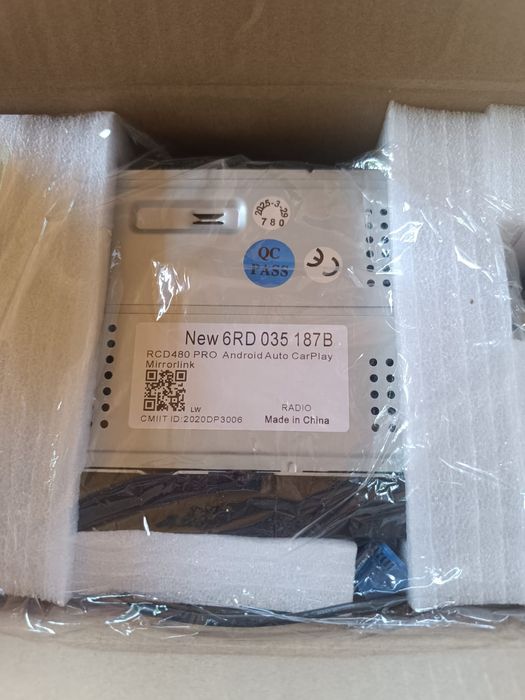 2025-3-29
780
QC
PASS
CE
New 6RD 035 187B
RCD480 PRO Android Auto CarPlay
Mirrorlink
LW
CMIIT ID:2020DP3006
RADIO
Made in China